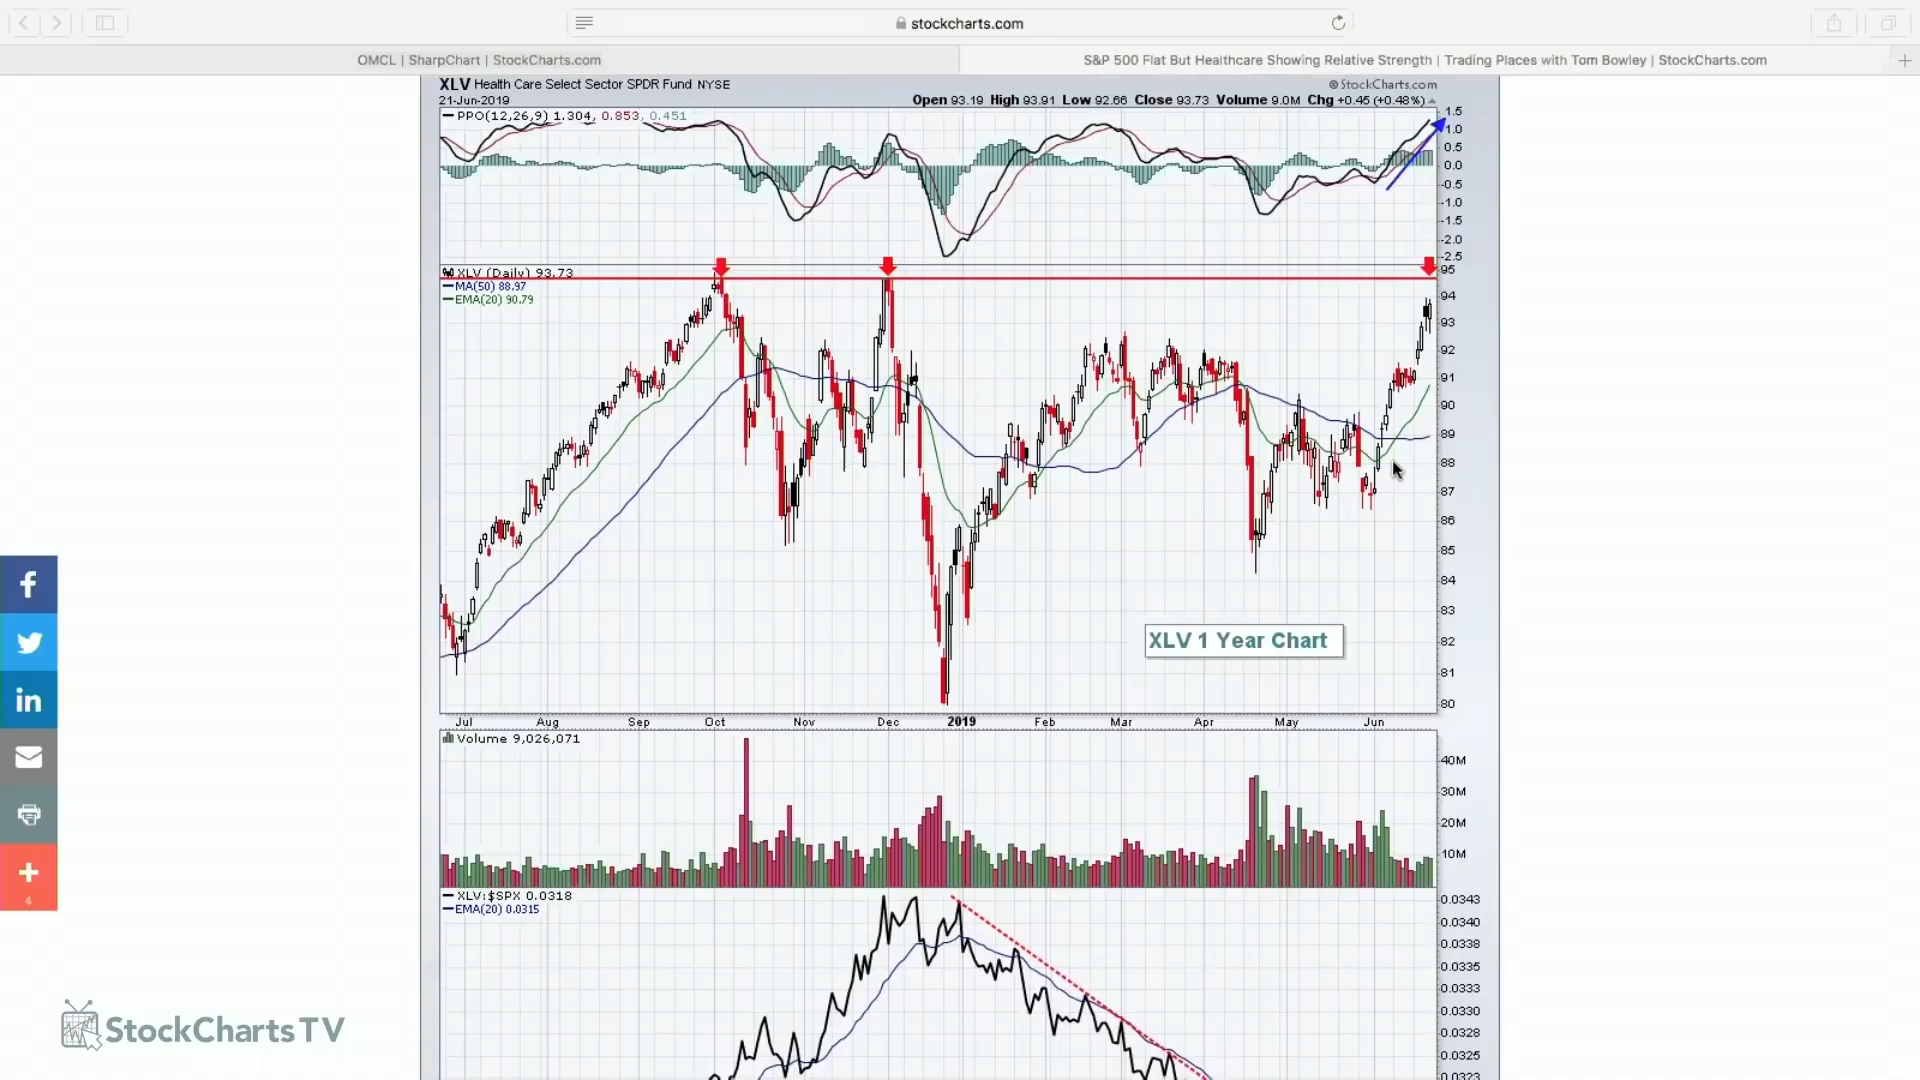 stockcharts.com
OMCL | SharpChart | StockCharts.com
S&P 500 Flat But Healthcare Showing Relative Strength | Trading Places with Tom Bowley | StockCharts.com
XLV Health Care Select Sector SPDR Fund NYSE
© StockCharts.com
21-Jun-2019
Open 93.19 High 93.91 Low 92.66 Close 93.73 Volume 9.0M Chg +0.45 (+0.48%)
PPO(12,26,9) 1.304, 0.853, 0.451
1.5
1.0
0.5
0.0
-0.5
-1.0
-1.5
-2.0
-2.5
XLV (Daily) 93.73
MA(50) 88.97
EMA(20) 90.79
95
94
93
92
91
90
89
88
87
86
85
84
83
82
81
80
XLV 1 Year Chart
Jul Aug Sep Oct Nov Dec 2019 Feb Mar Apr May Jun
Volume 9,026,071
40M
30M
20M
10M
XLV:$SPX 0.0318
EMA(20) 0.0315
0.0343
0.0340
0.0338
0.0335
0.0333
0.0330
0.0328
0.0325
0.0323
f
in
+
4
StockCharts TV